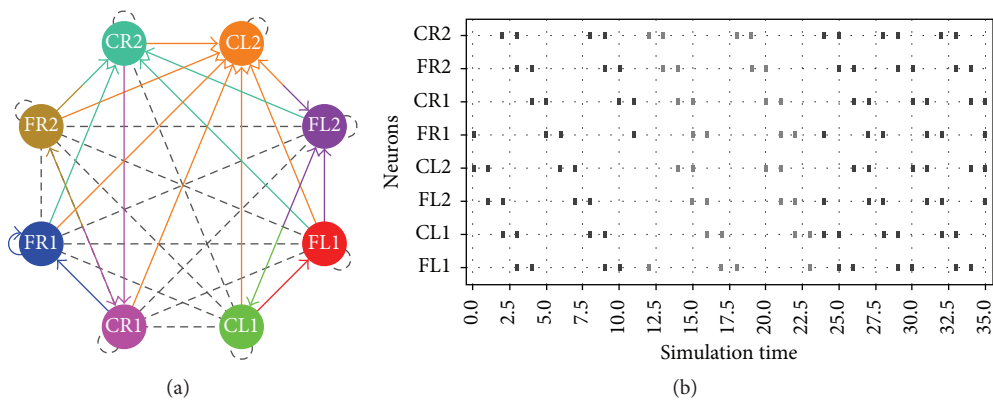 CR2
CL2
FR2
FL2
FR1
FL1
CR1
CL1
(a)
Neurons
CR2
FR2
CR1
FR1
CL2
FL2
CL1
FL1
0.0 2.5 5.0 7.5 10.0 12.5 15.0 17.5 20.0 22.5 25.0 27.5 30.0 32.5 35.0
Simulation time
(b)